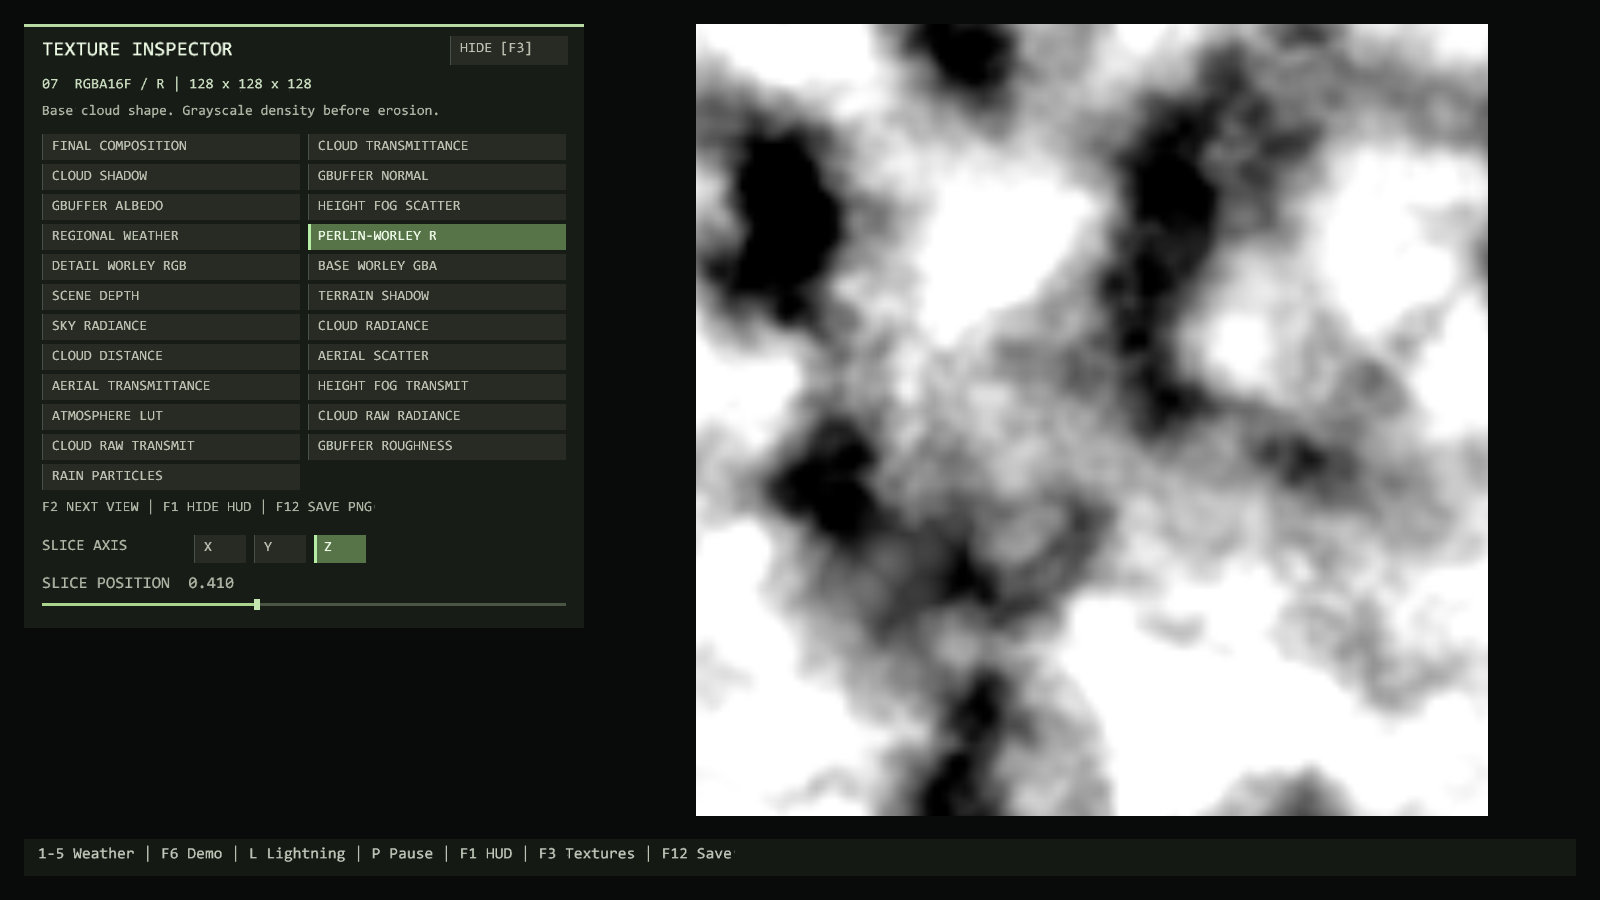 TEXTURE INSPECTOR
HIDE [F3]
07  RGBA16F / R | 128 x 128 x 128
Base cloud shape. Grayscale density before erosion.
FINAL COMPOSITION
CLOUD TRANSMITTANCE
CLOUD SHADOW
GBUFFER NORMAL
GBUFFER ALBEDO
HEIGHT FOG SCATTER
REGIONAL WEATHER
PERLIN-WORLEY R
DETAIL WORLEY RGB
BASE WORLEY GBA
SCENE DEPTH
TERRAIN SHADOW
SKY RADIANCE
CLOUD RADIANCE
CLOUD DISTANCE
AERIAL SCATTER
AERIAL TRANSMITTANCE
HEIGHT FOG TRANSMIT
ATMOSPHERE LUT
CLOUD RAW RADIANCE
CLOUD RAW TRANSMIT
GBUFFER ROUGHNESS
RAIN PARTICLES
F2 NEXT VIEW | F1 HIDE HUD | F12 SAVE PNG
SLICE AXIS
X
Y
Z
SLICE POSITION  0.410
1-5 Weather | F6 Demo | L Lightning | P Pause | F1 HUD | F3 Textures | F12 Save